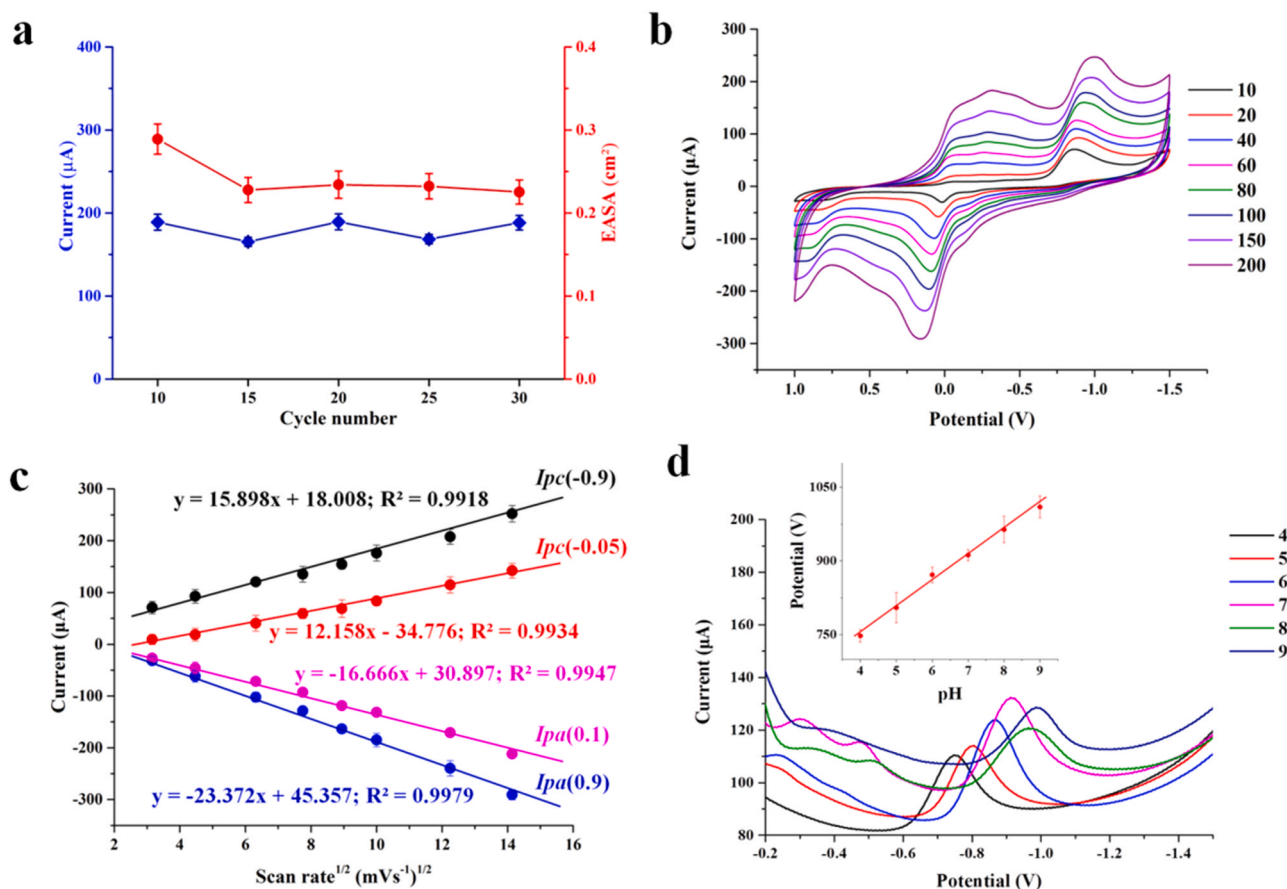 a
400
300
200
100
0
Current (µA)
0.4
0.3
0.2
0.1
0.0
EASA (cm²)
10 15 20 25 30
Cycle number
b
300
200
100
0
-100
-200
-300
Current (µA)
1.0 0.5 0.0 -0.5 -1.0 -1.5
Potential (V)
10
20
40
60
80
100
150
200
c
300
200
100
0
-100
-200
-300
Current (µA)
Ipc(-0.9)
y = 15.898x + 18.008; R² = 0.9918
Ipc(-0.05)
y = 12.158x - 34.776; R² = 0.9934
y = -16.666x + 30.897; R² = 0.9947
Ipa(0.1)
Ipa(0.9)
y = -23.372x + 45.357; R² = 0.9979
2 4 6 8 10 12 14 16
Scan rate¹ᐟ² (mVs⁻¹)¹ᐟ²
d
200
180
160
140
120
100
80
Current (µA)
1050
900
750
Potential (V)
4 5 6 7 8 9
pH
4
5
6
7
8
9
-0.2 -0.4 -0.6 -0.8 -1.0 -1.2 -1.4
Potential (V)